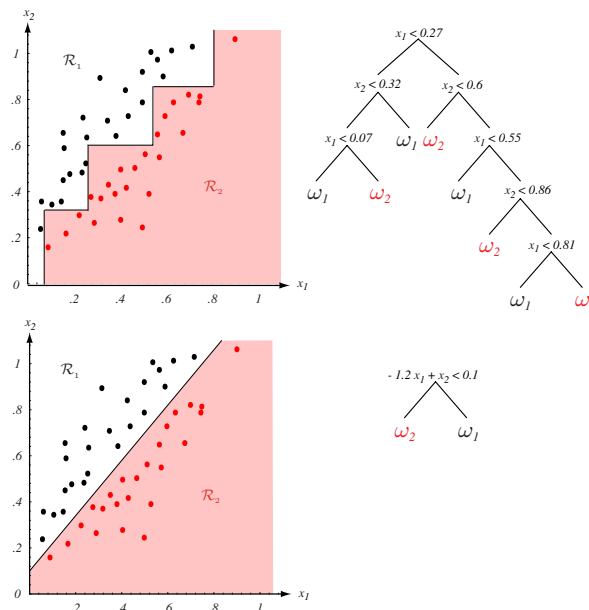 x2
x1 < 0.27
1
R1
x2 < 0.32
x2 < 0.6
.8
x1 < 0.07
ω1
ω2
x1 < 0.55
.6
ω1
ω2
ω1
x2 < 0.86
.4
R2
ω2
x1 < 0.81
.2
ω1
ω
0
x1
.2
.4
.6
.8
1
x2
1
R1
-1.2 x1 + x2 < 0.1
.8
ω2
ω1
.6
.4
R2
.2
0
x1
.2
.4
.6
.8
1